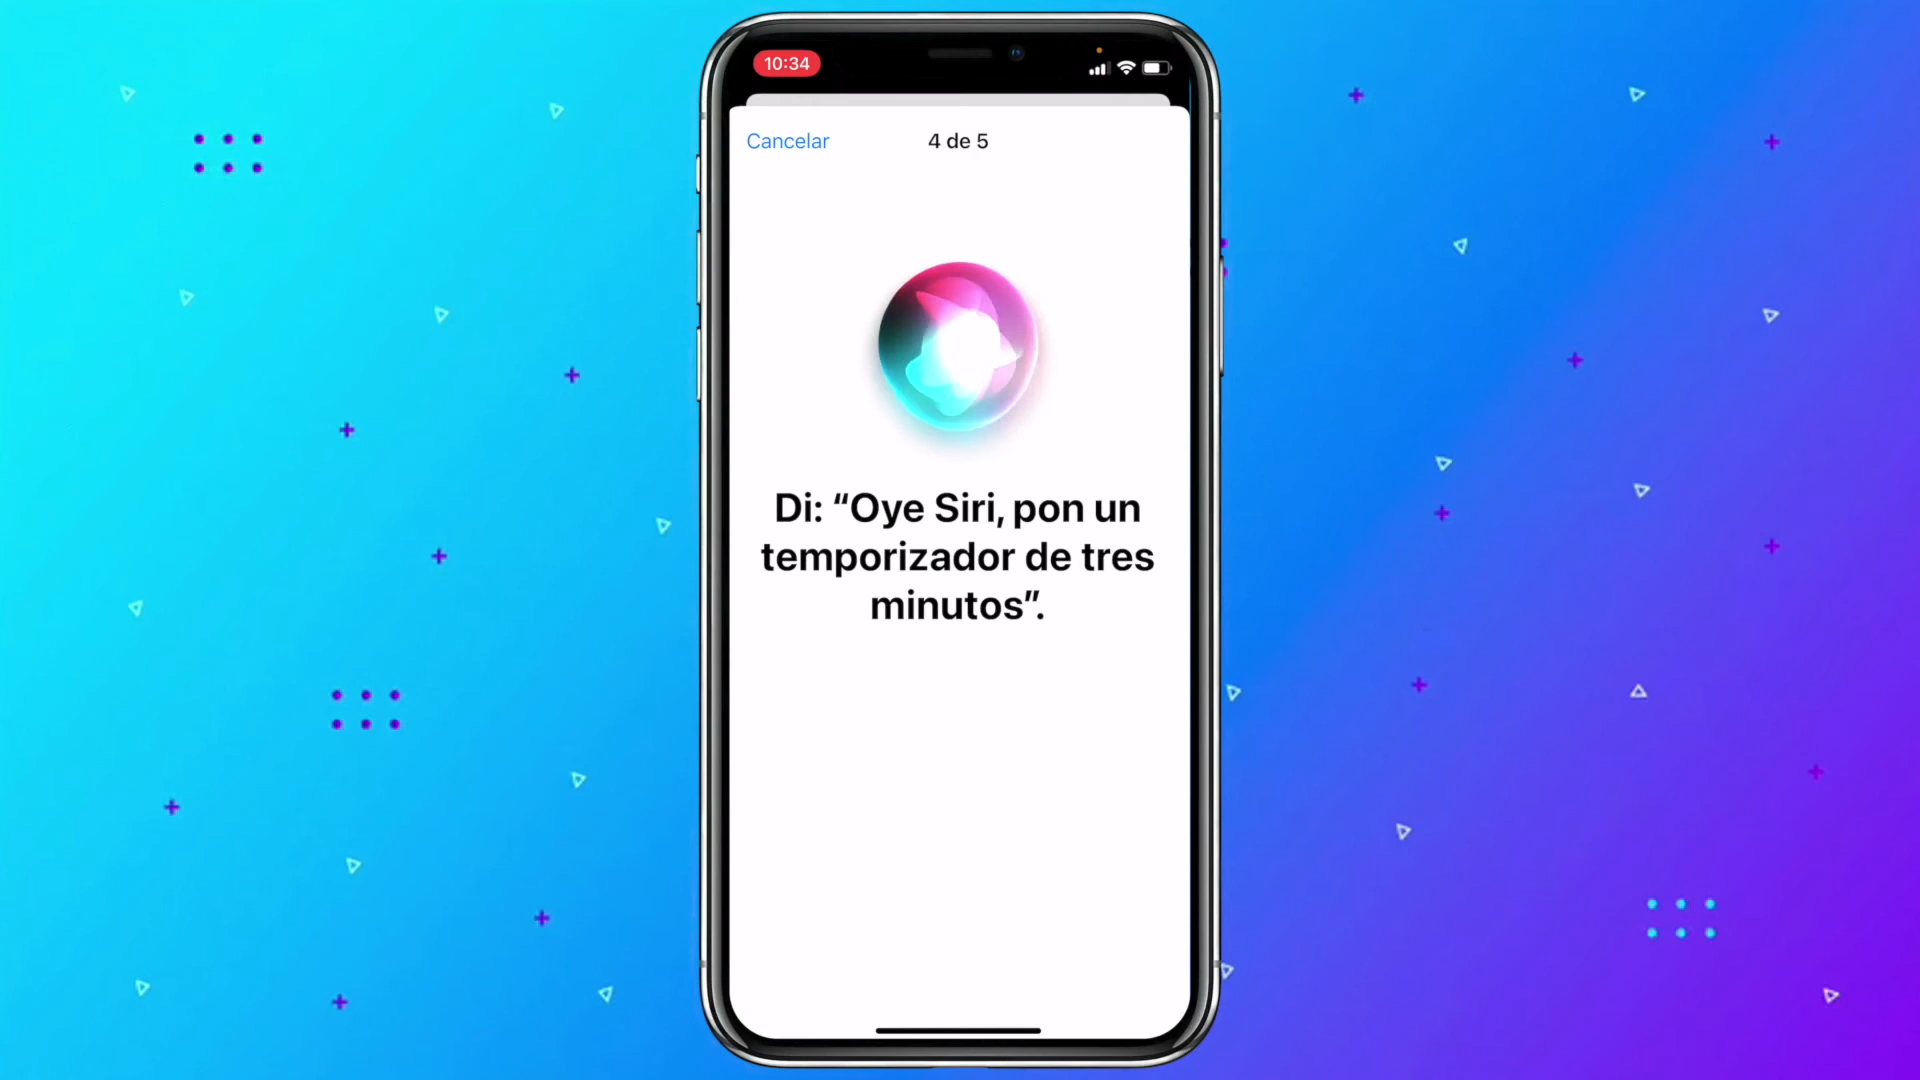 10:34
Cancelar
4 de 5
Di: “Oye Siri, pon un
temporizador de tres
minutos”.